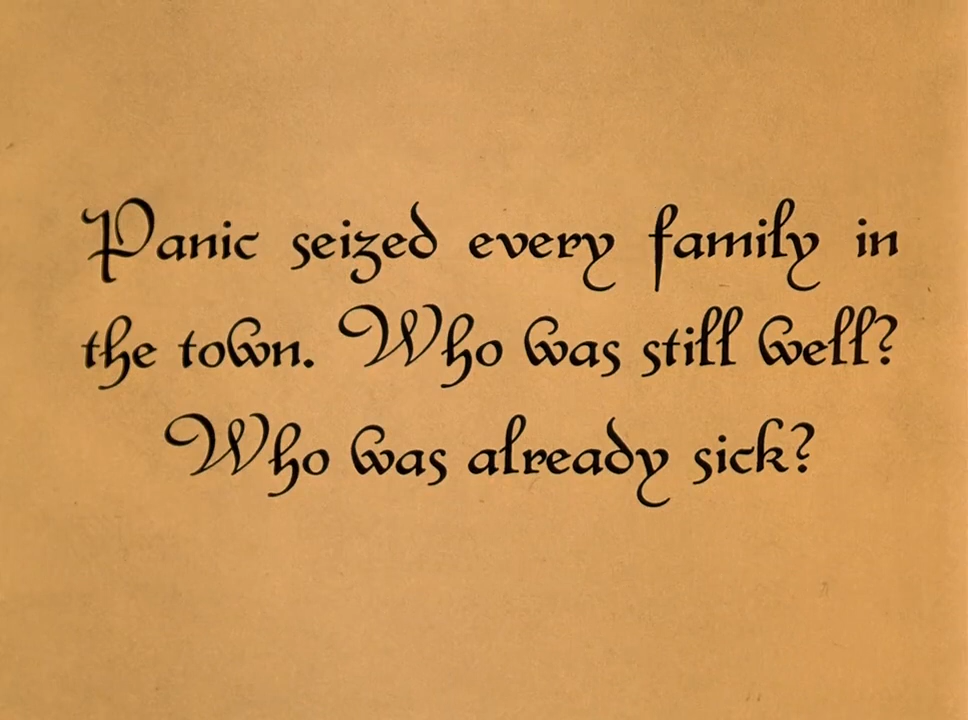 Panic seized every family in
the town. Who was still well?
Who was already sick?